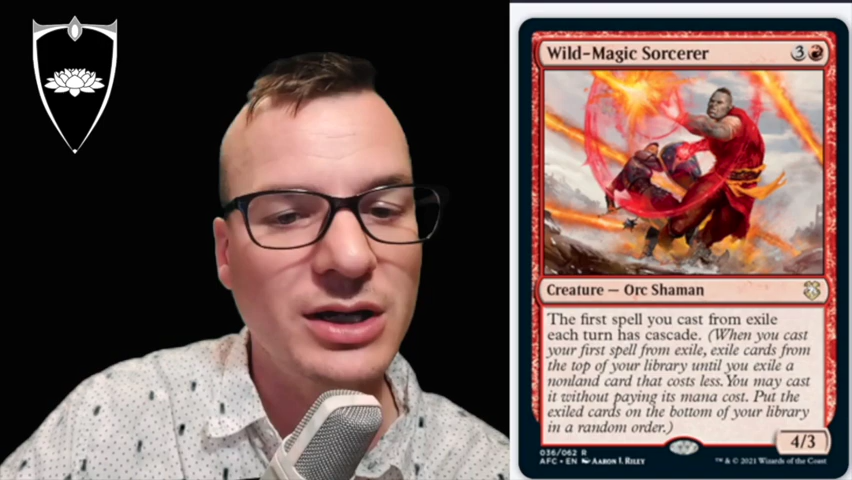 Wild-Magic Sorcerer 3
Creature — Orc Shaman
The first spell you cast from exile
each turn has cascade. (When you cast
your first spell from exile, exile cards from
the top of your library until you exile a
nonland card that costs less.You may cast
it without paying its mana cost. Put the
exiled cards on the bottom of your library
in a random order.)
4/3
036/062 R
AFC • EN AARON J. RILEY ™ & © 2021 Wizards of the Coast